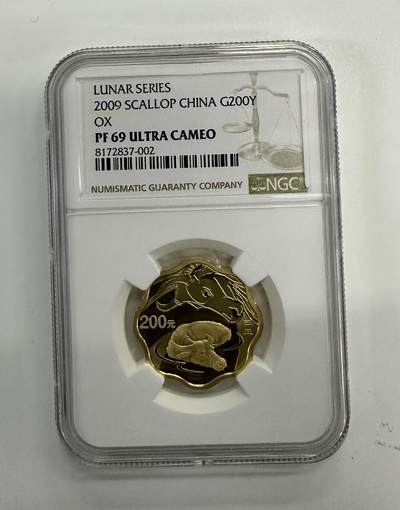 LUNAR SERIES
2009 SCALLOP CHINA G200Y
OX
PF 69 ULTRA CAMEO
8172837-002
NUMISMATIC GUARANTY COMPANY
NGC
200元